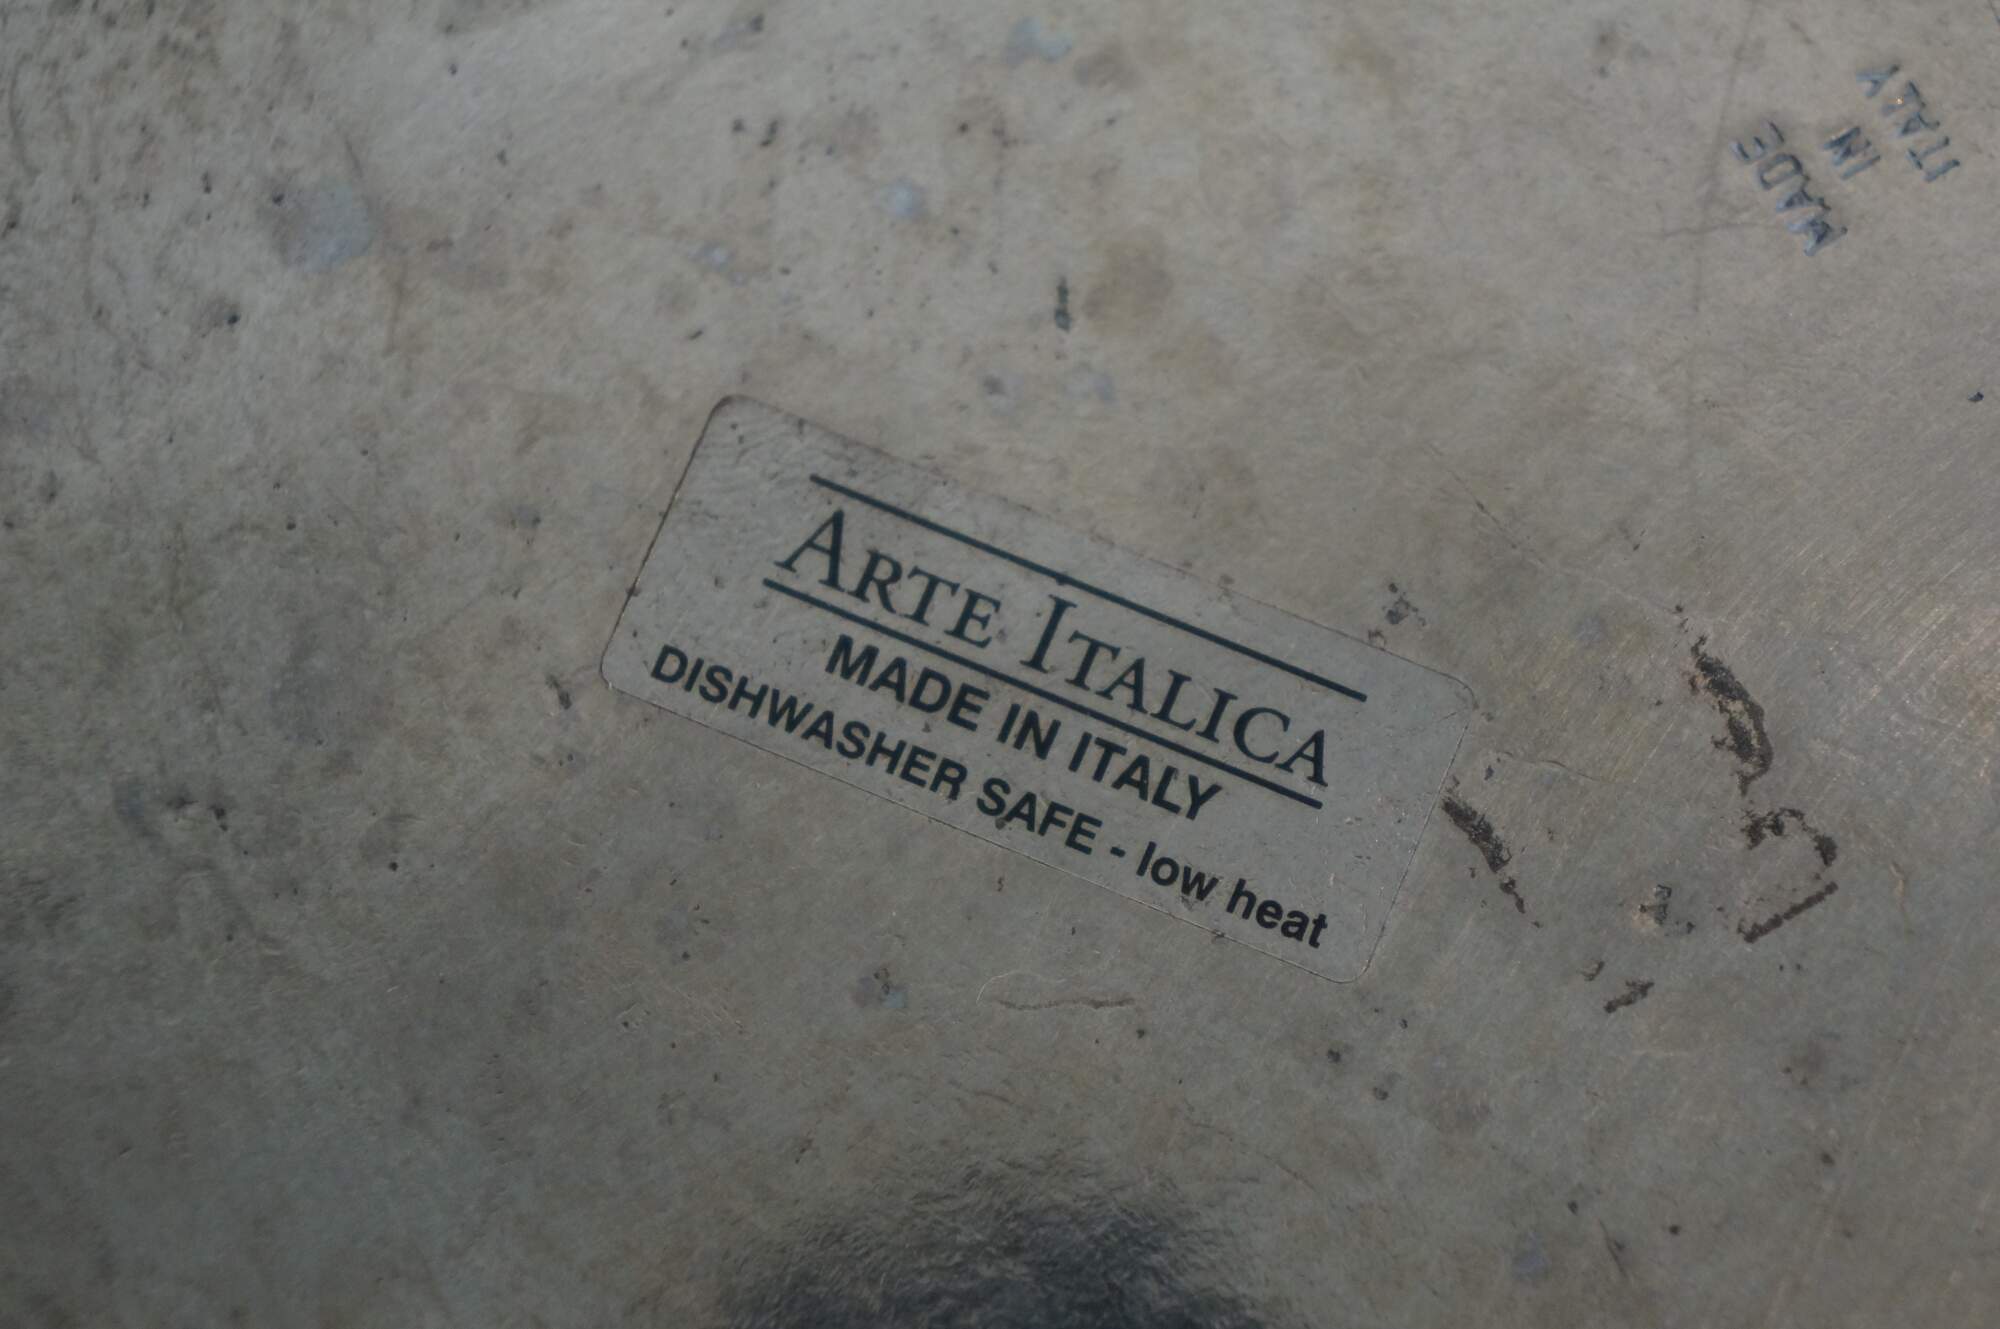 ARTE ITALICA
MADE IN ITALY
DISHWASHER SAFE - low heat
MADE
IN
ITALY